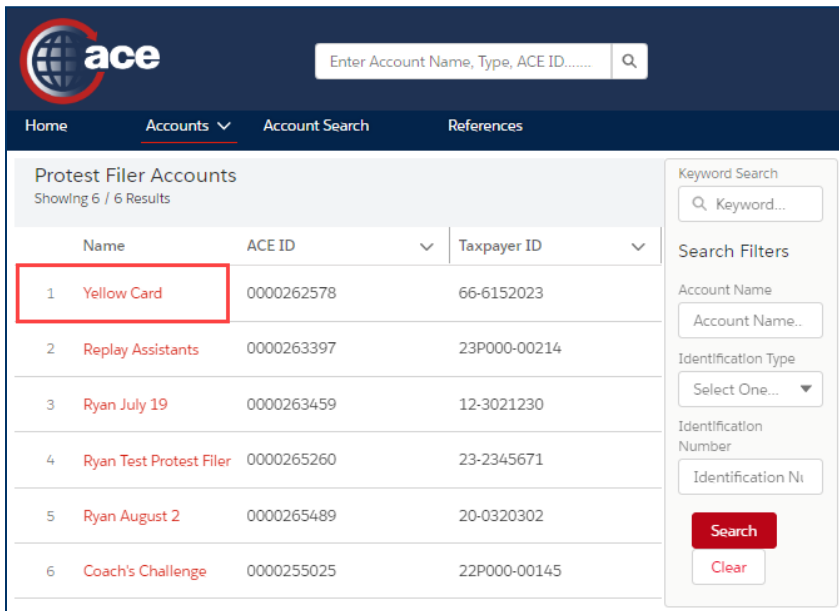 ace
Enter Account Name, Type, ACE ID.......
Home Accounts Account Search References
Protest Filer Accounts
Showing 6 / 6 Results
Name ACE ID Taxpayer ID
1 Yellow Card 0000262578 66-6152023
2 Replay Assistants 0000263397 23P000-00214
3 Ryan July 19 0000263459 12-3021230
4 Ryan Test Protest Filer 0000265260 23-2345671
5 Ryan August 2 0000265489 20-0320302
6 Coach's Challenge 0000255025 22P000-00145
Keyword Search
Keyword...
Search Filters
Account Name
Account Name..
Identification Type
Select One...
Identification
Number
Identification Nu
Search
Clear